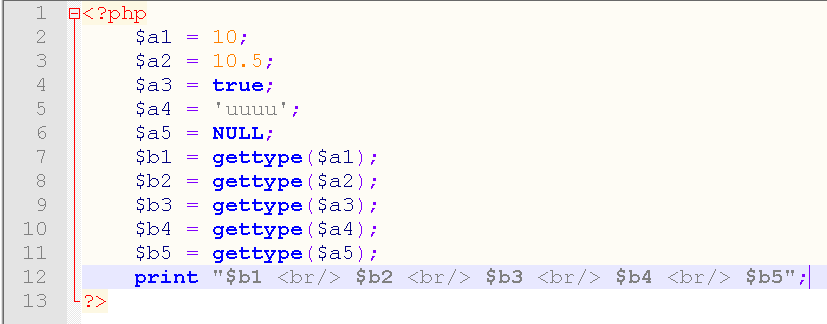 1 <?php
2 $a1 = 10;
3 $a2 = 10.5;
4 $a3 = true;
5 $a4 = 'uuuu';
6 $a5 = NULL;
7 $b1 = gettype($a1);
8 $b2 = gettype($a2);
9 $b3 = gettype($a3);
10 $b4 = gettype($a4);
11 $b5 = gettype($a5);
12 print "$b1 <br/> $b2 <br/> $b3 <br/> $b4 <br/> $b5";
13 ?>